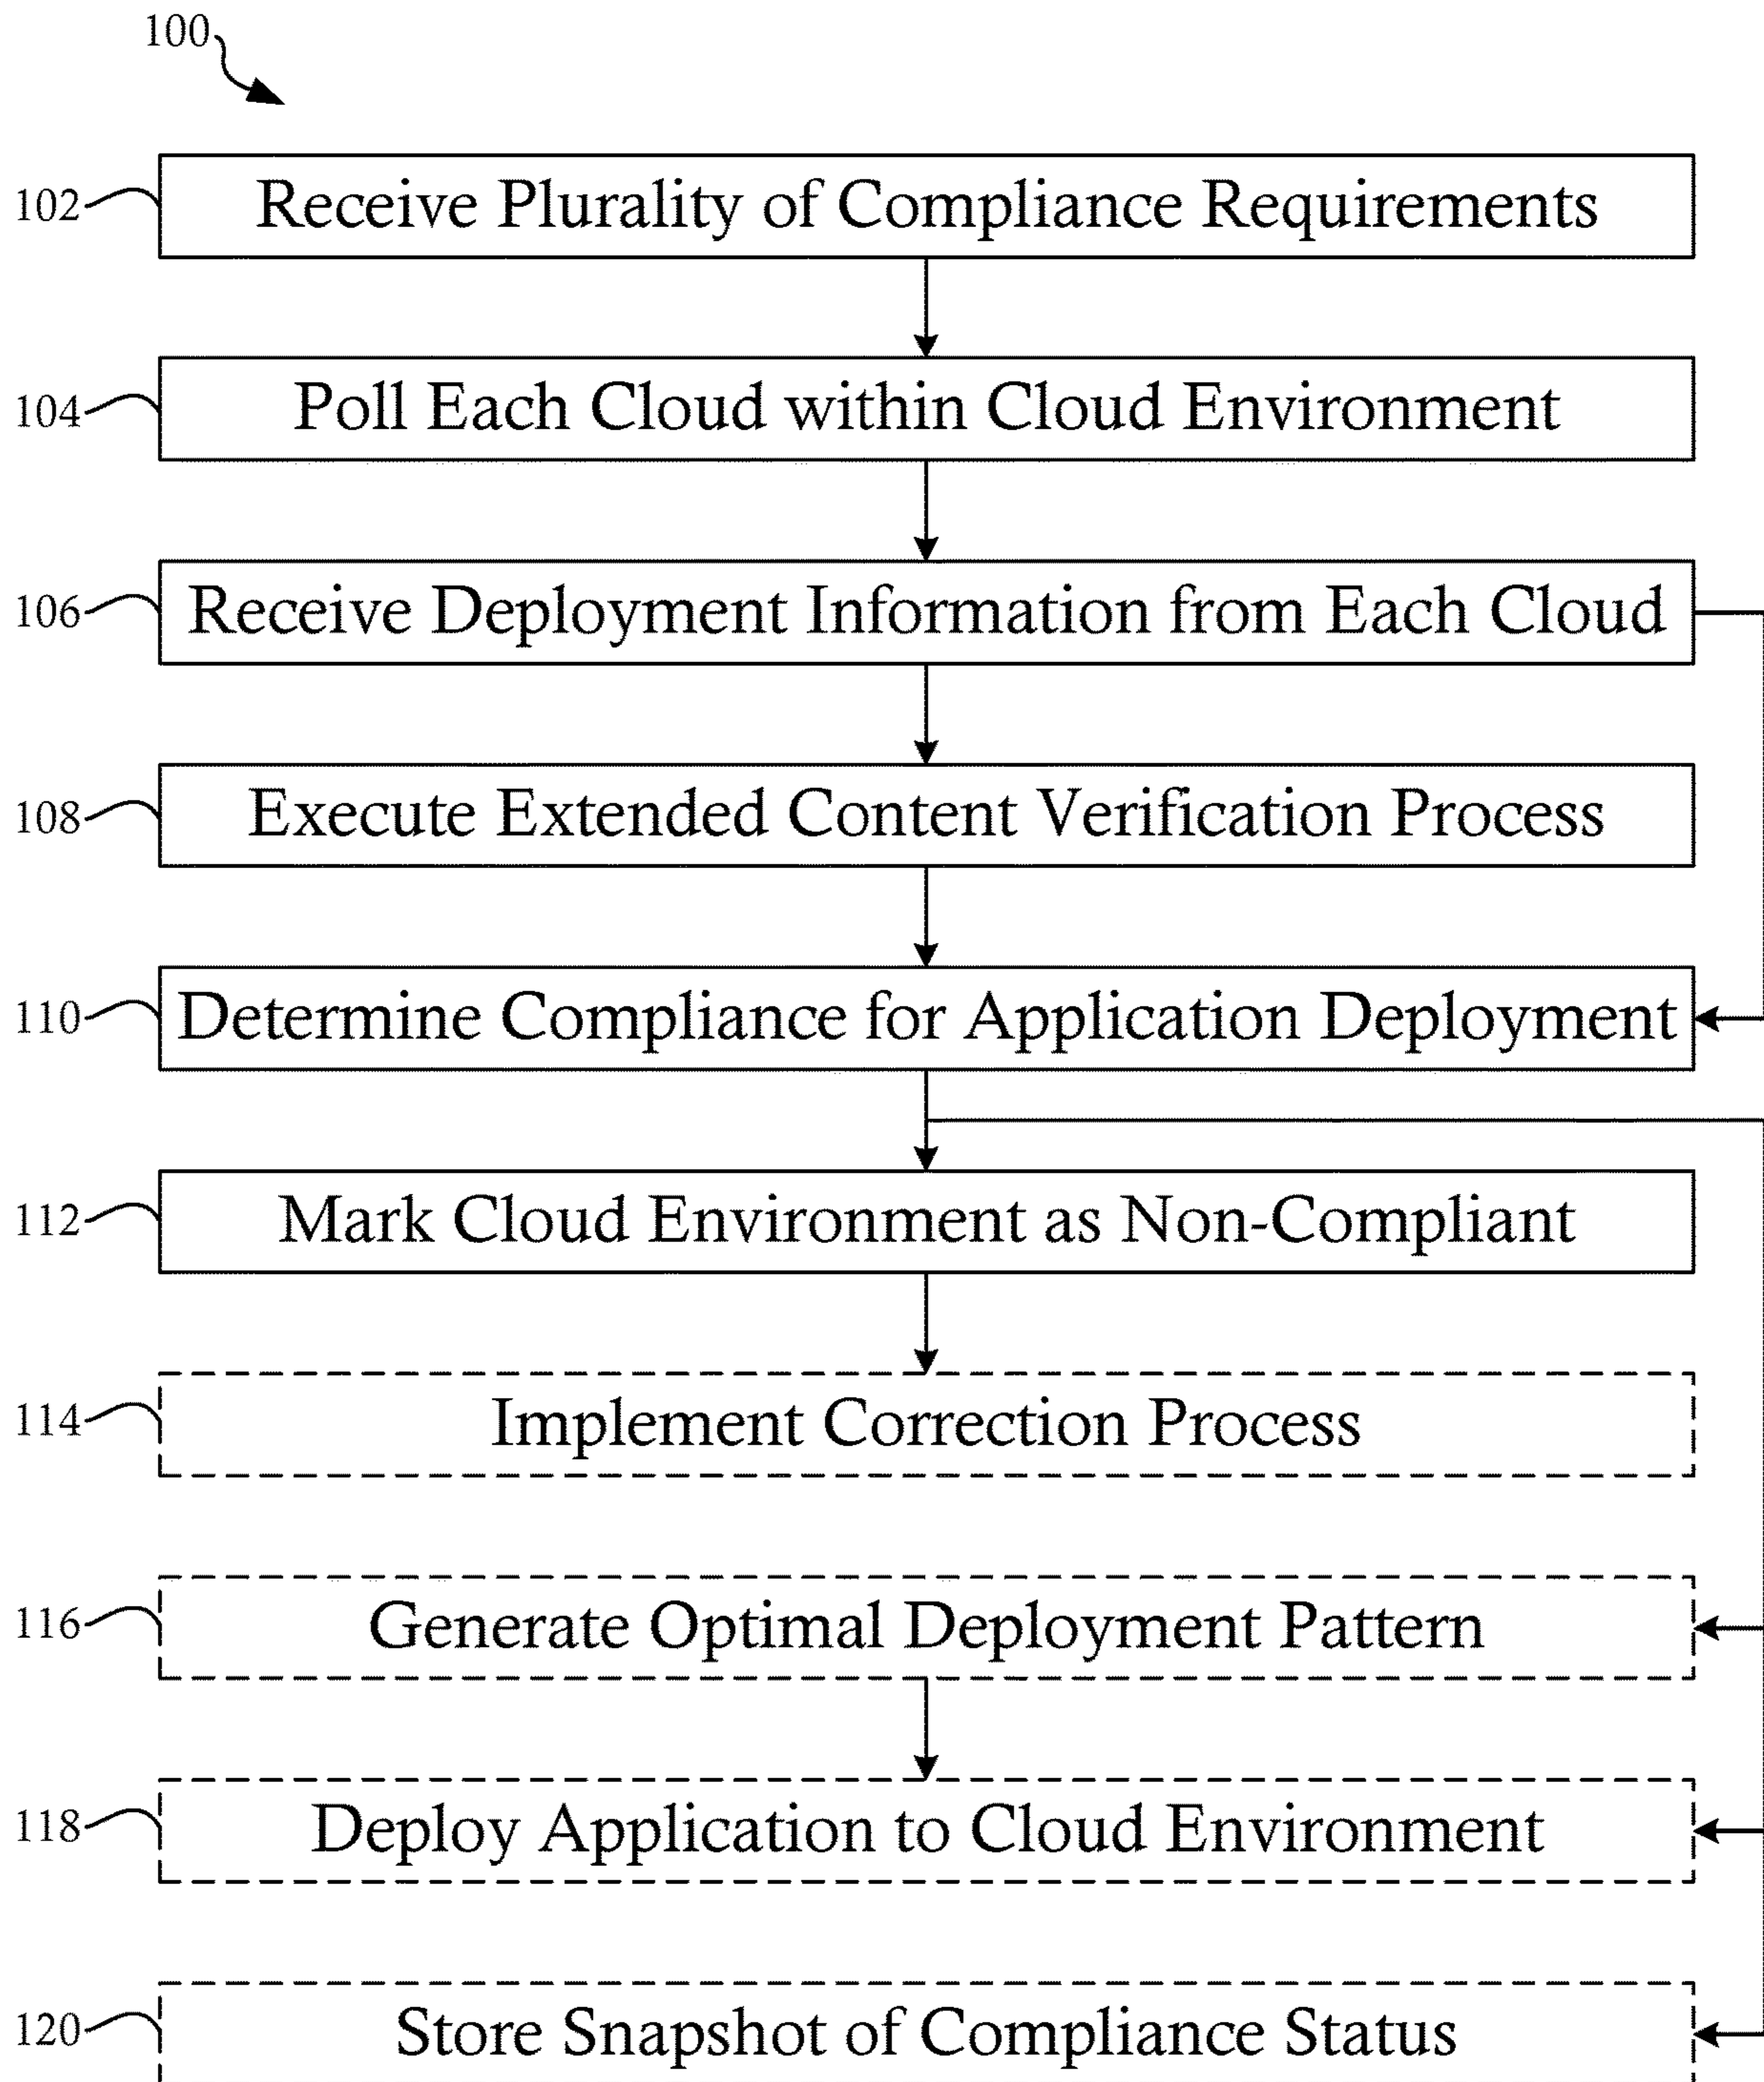 100
102 Receive Plurality of Compliance Requirements
104 Poll Each Cloud within Cloud Environment
106 Receive Deployment Information from Each Cloud
108 Execute Extended Content Verification Process
110 Determine Compliance for Application Deployment
112 Mark Cloud Environment as Non-Compliant
114 Implement Correction Process
116 Generate Optimal Deployment Pattern
118 Deploy Application to Cloud Environment
120 Store Snapshot of Compliance Status